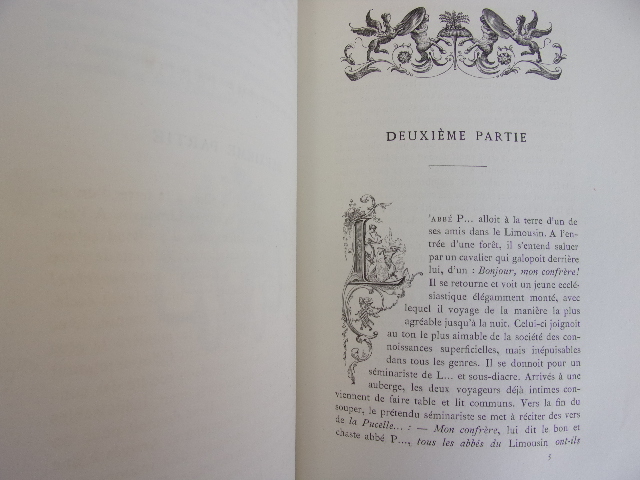 DEUXIÈME PARTIE
L'ABBÉ P... alloit à la terre d'un de
ses amis dans le Limousin. A l'en-
trée d'une forêt, il s'entend saluer
par un cavalier qui galopoit derrière
lui, d'un : Bonjour, mon confrère!
Il se retourne et voit un jeune ecclé-
siastique élégamment monté, avec
lequel il voyage de la manière la plus
agréable jusqu'à la nuit. Celui-ci joignoit
au ton le plus aimable de la société des con-
noissances superficielles, mais inépuisables
dans tous les genres. Il se donnoit pour un
séminariste de L... et sous-diacre. Arrivés à une
auberge, les deux voyageurs déjà intimes con-
viennent de faire table et lit communs. Vers la fin du
souper, le prétendu séminariste se met à réciter des vers
de la Pucelle... : — Mon confrère, lui dit le bon et
chaste abbé P..., tous les abbés du Limousin ont-ils